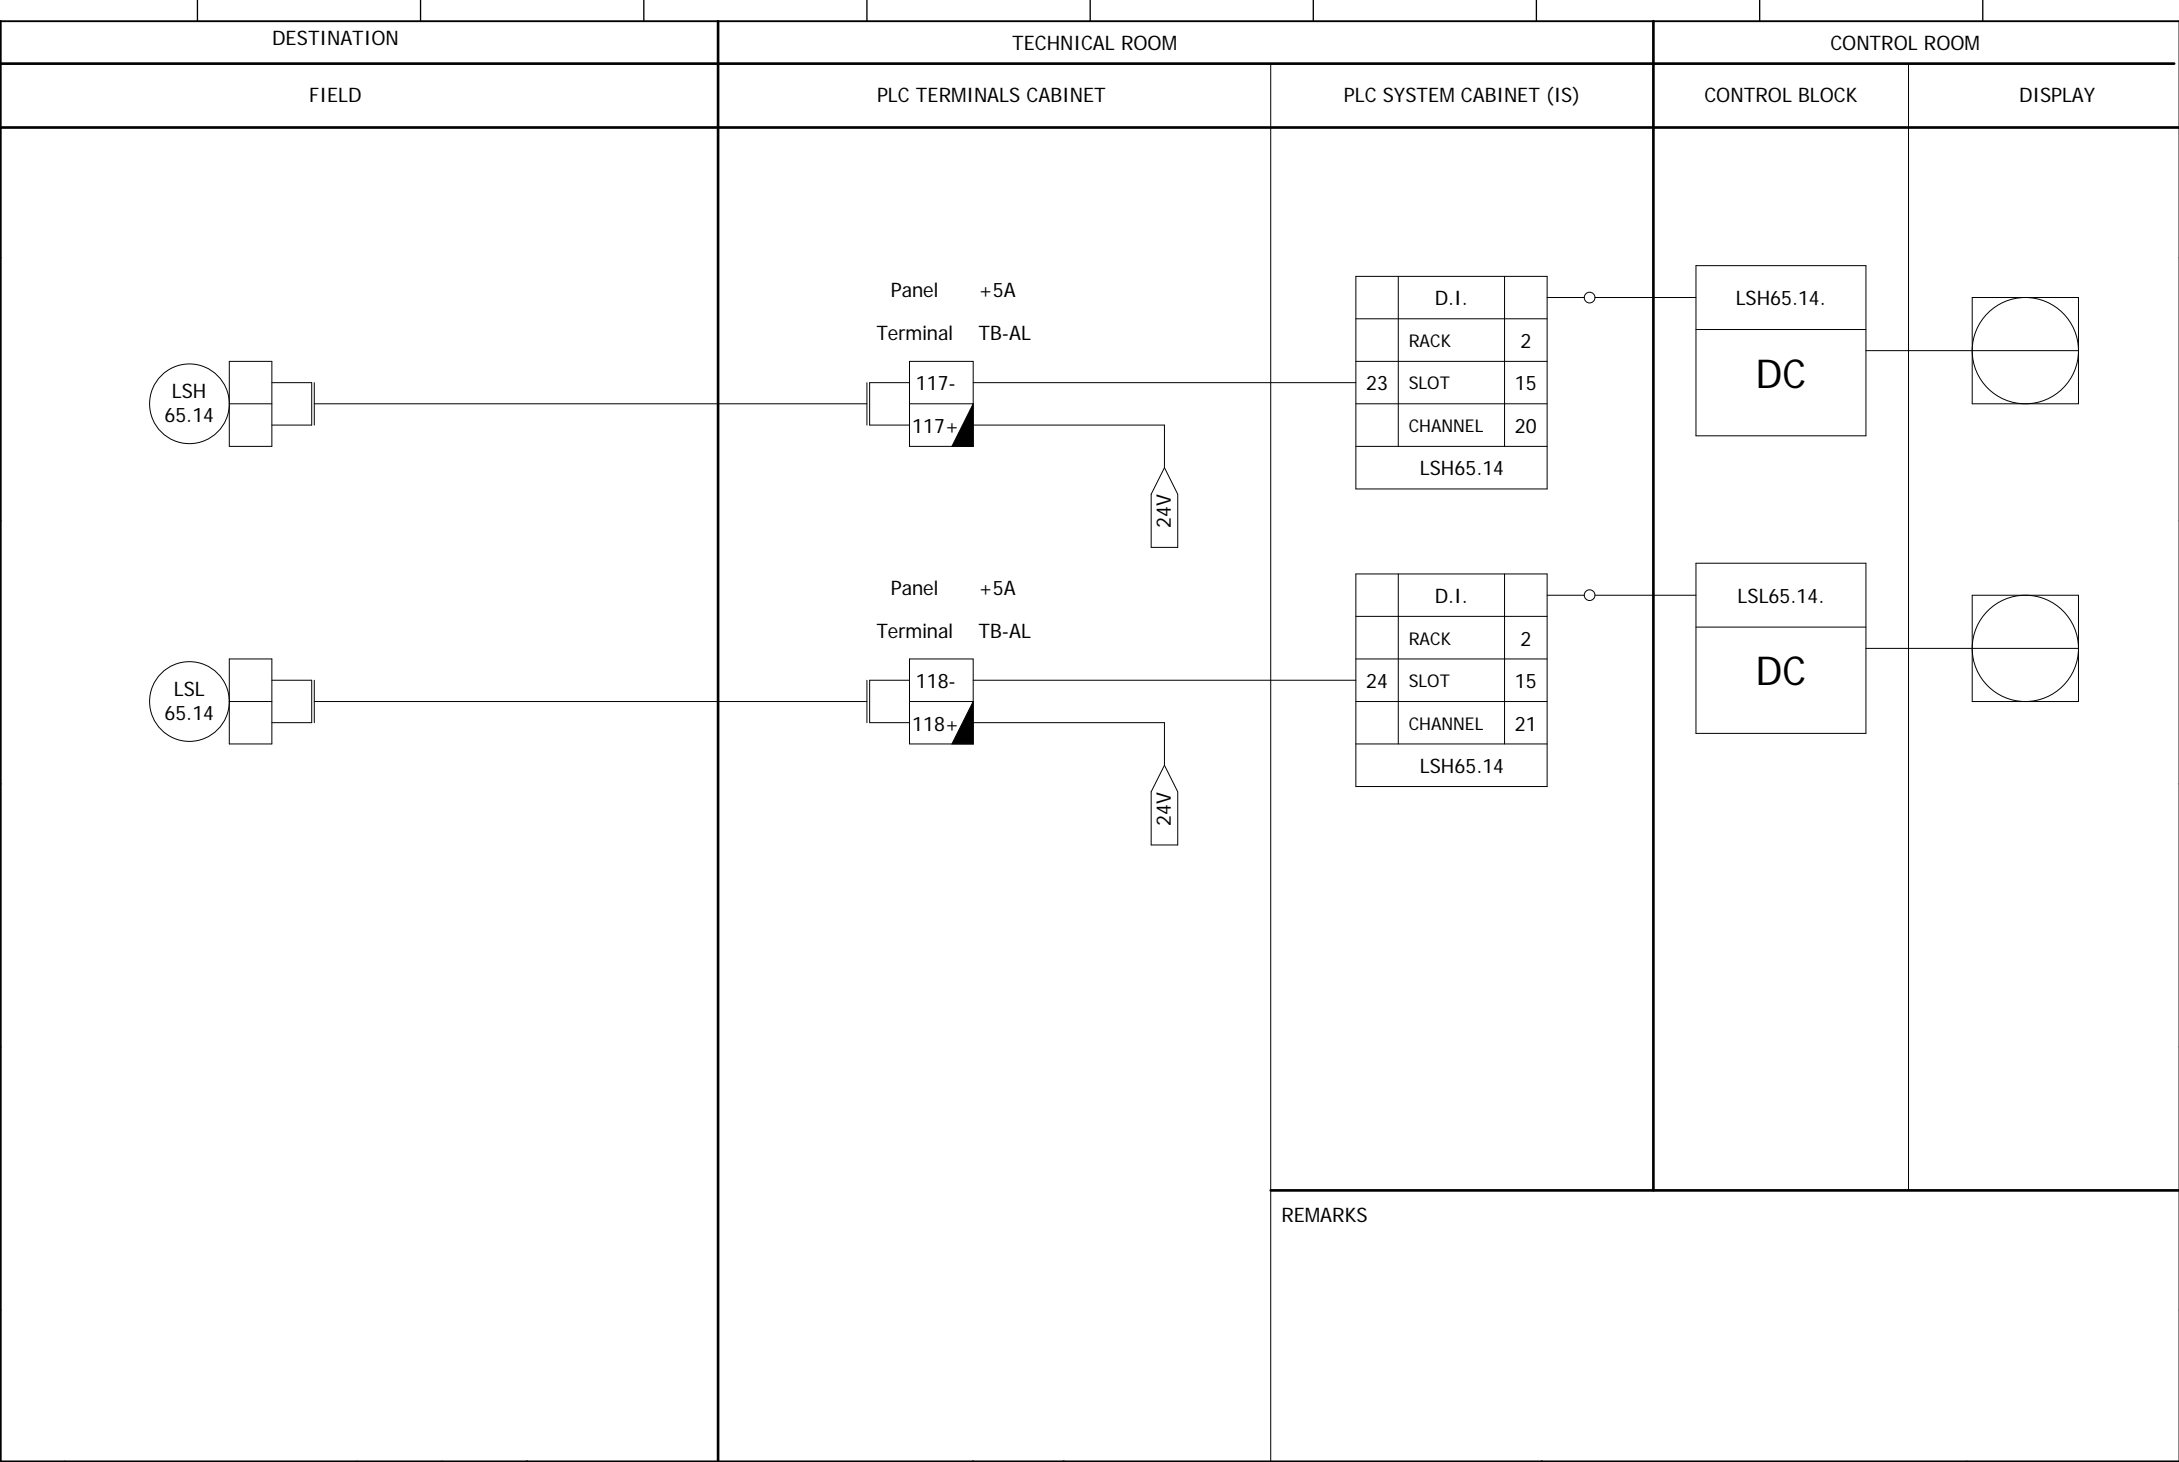 DESTINATION
TECHNICAL ROOM
CONTROL ROOM
FIELD
PLC TERMINALS CABINET
PLC SYSTEM CABINET (IS)
CONTROL BLOCK
DISPLAY
LSH
65.14
Panel +5A
Terminal TB-AL
117-
117+
24V
D.I.
RACK 2
23 SLOT 15
CHANNEL 20
LSH65.14
LSH65.14.
DC
LSL
65.14
Panel +5A
Terminal TB-AL
118-
118+
24V
D.I.
RACK 2
24 SLOT 15
CHANNEL 21
LSH65.14
LSL65.14.
DC
REMARKS